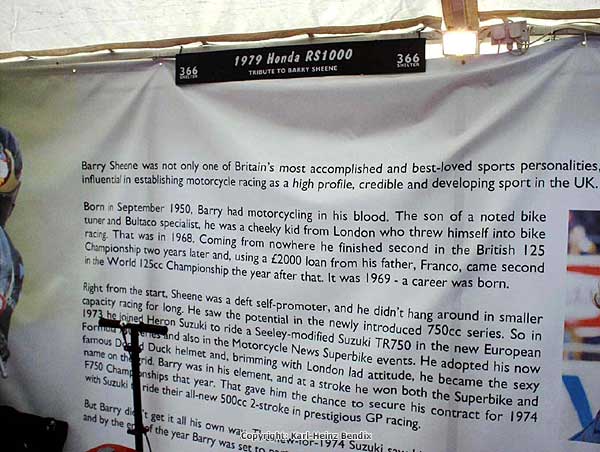 1979 Honda RS1000
366 SHELTER
TRIBUTE TO BARRY SHEENE
366 SHELTER
Barry Sheene was not only one of Britain's most accomplished and best-loved sports personalities,
influential in establishing motorcycle racing as a high profile, credible and developing sport in the UK.
Born in September 1950, Barry had motorcycling in his blood. The son of a noted bike
tuner and Bultaco specialist, he was a cheeky kid from London who threw himself into bike
racing. That was in 1968. Coming from nowhere he finished second in the British 125
Championship two years later and, using a £2000 loan from his father, Franco, came second
in the World 125cc Championship the year after that. It was 1969 - a career was born.
Right from the start, Sheene was a deft self-promoter, and he didn't hang around in smaller
capacity racing for long. He saw the potential in the newly introduced 750cc series. So in
1973 he joined Heron Suzuki to ride a Seeley-modified Suzuki TR750 in the new European
Formula series and also in the Motorcycle News Superbike events. He adopted his now
famous Donald Duck helmet and, brimming with London lad attitude, he became the sexy
name on the grid. Barry was in his element, and at a stroke he won both the Superbike and
F750 Championships that year. That gave him the chance to secure his contract for 1974
with Suzuki to ride their all-new 500cc 2-stroke in prestigious GP racing.
But Barry didn't get it all his own way. The new-for-1974 Suzuki
and by the end of the year Barry was set to
Copyright: Karl-Heinz Bendix